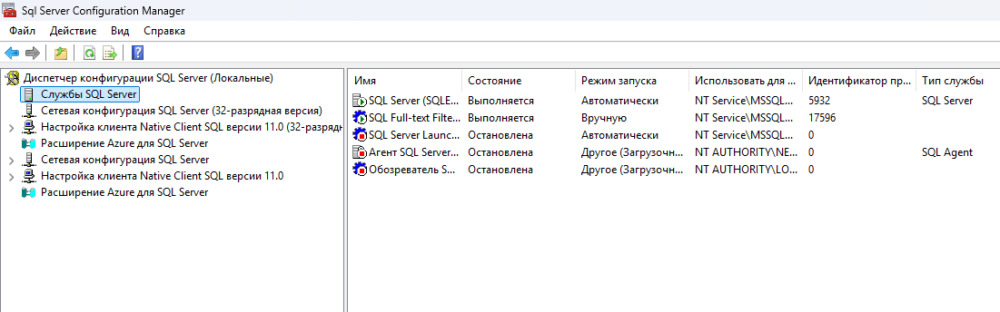 Sql Server Configuration Manager
Файл Действие Вид Справка
Диспетчер конфигурации SQL Server (Локальные)
Службы SQL Server
Сетевая конфигурация SQL Server (32-разрядная версия)
Настройка клиента Native Client SQL версии 11.0 (32-разрядн
Расширение Azure для SQL Server
Сетевая конфигурация SQL Server
Настройка клиента Native Client SQL версии 11.0
Расширение Azure для SQL Server
Имя Состояние Режим запуска Использовать для ... Идентификатор пр... Тип службы
SQL Server (SQLE... Выполняется Автоматически NT Service\MSSQL... 5932 SQL Server
SQL Full-text Filte... Выполняется Вручную NT Service\MSSQL... 17596
SQL Server Launc... Остановлена Автоматически NT Service\MSSQL... 0
Агент SQL Server... Остановлена Другое (Загрузочн... NT AUTHORITY\NE... 0 SQL Agent
Обозреватель S... Остановлена Другое (Загрузочн... NT AUTHORITY\LO... 0